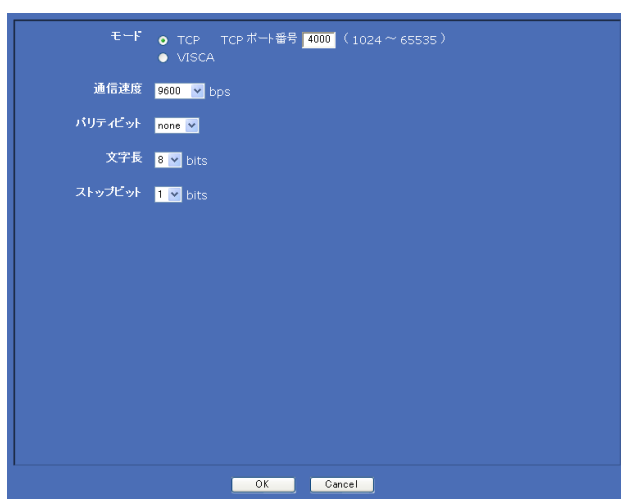 モード TCP TCP ポート番号 4000 ( 1024 ～ 65535 )
VISCA
通信速度 9600 bps
パリティビット none
文字長 8 bits
ストップビット 1 bits
OK Cancel